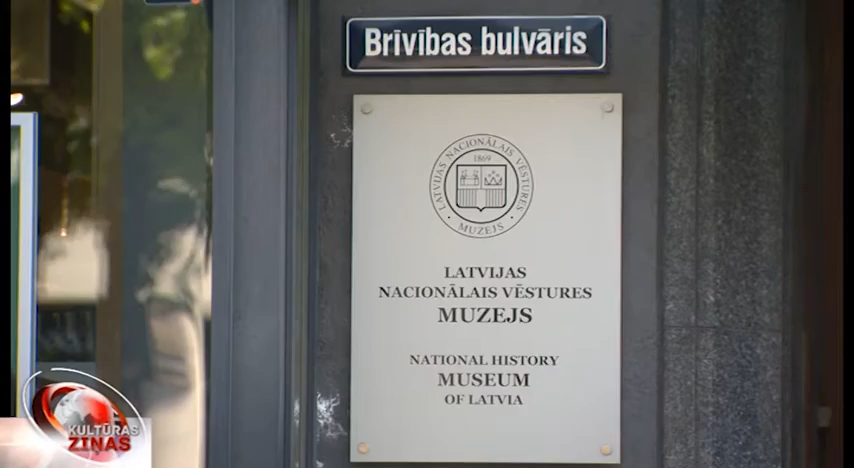 Brīvības bulvāris
LATVIJAS NACIONĀLAIS VĒSTURES
MUZEJS
1869
LATVIJAS
NACIONĀLAIS VĒSTURES
MUZEJS
NATIONAL HISTORY
MUSEUM
OF LATVIA
KULTŪRAS
ZIŅAS